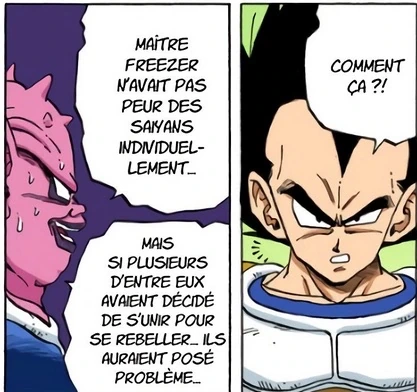 MAÎTRE
FREEZER
N'AVAIT PAS
PEUR DES
SAIYANS
INDIVIDUEL-
LEMENT...
MAIS
SI PLUSIEURS
D'ENTRE EUX
AVAIENT DÉCIDÉ
DE S'UNIR POUR
SE REBELLER... ILS
AURAIENT POSÉ
PROBLÈME...
COMMENT
ÇA ?!